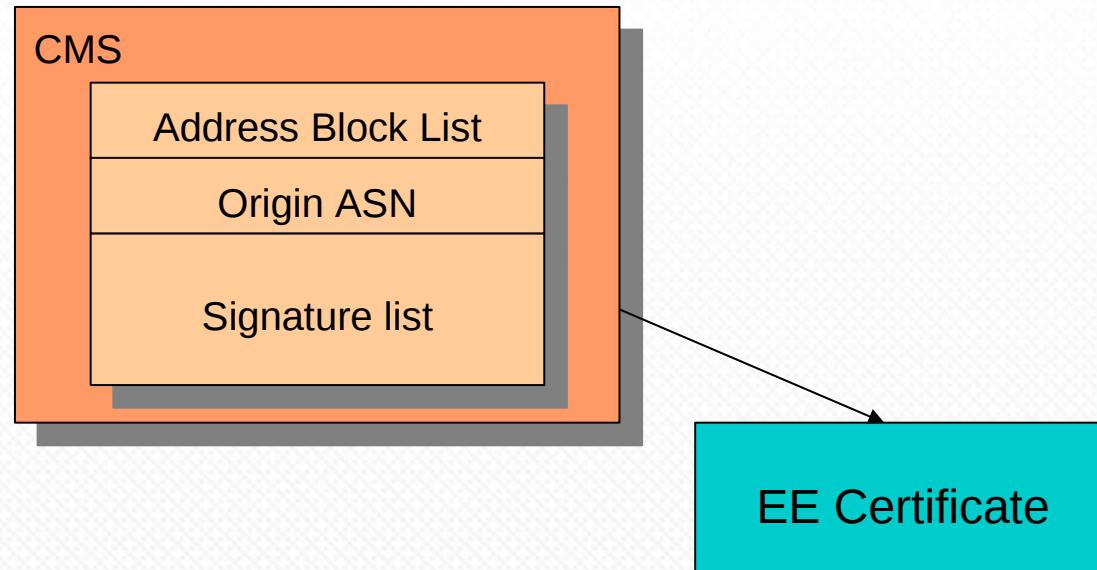 CMS
Address Block List
Origin ASN
Signature list
EE Certificate